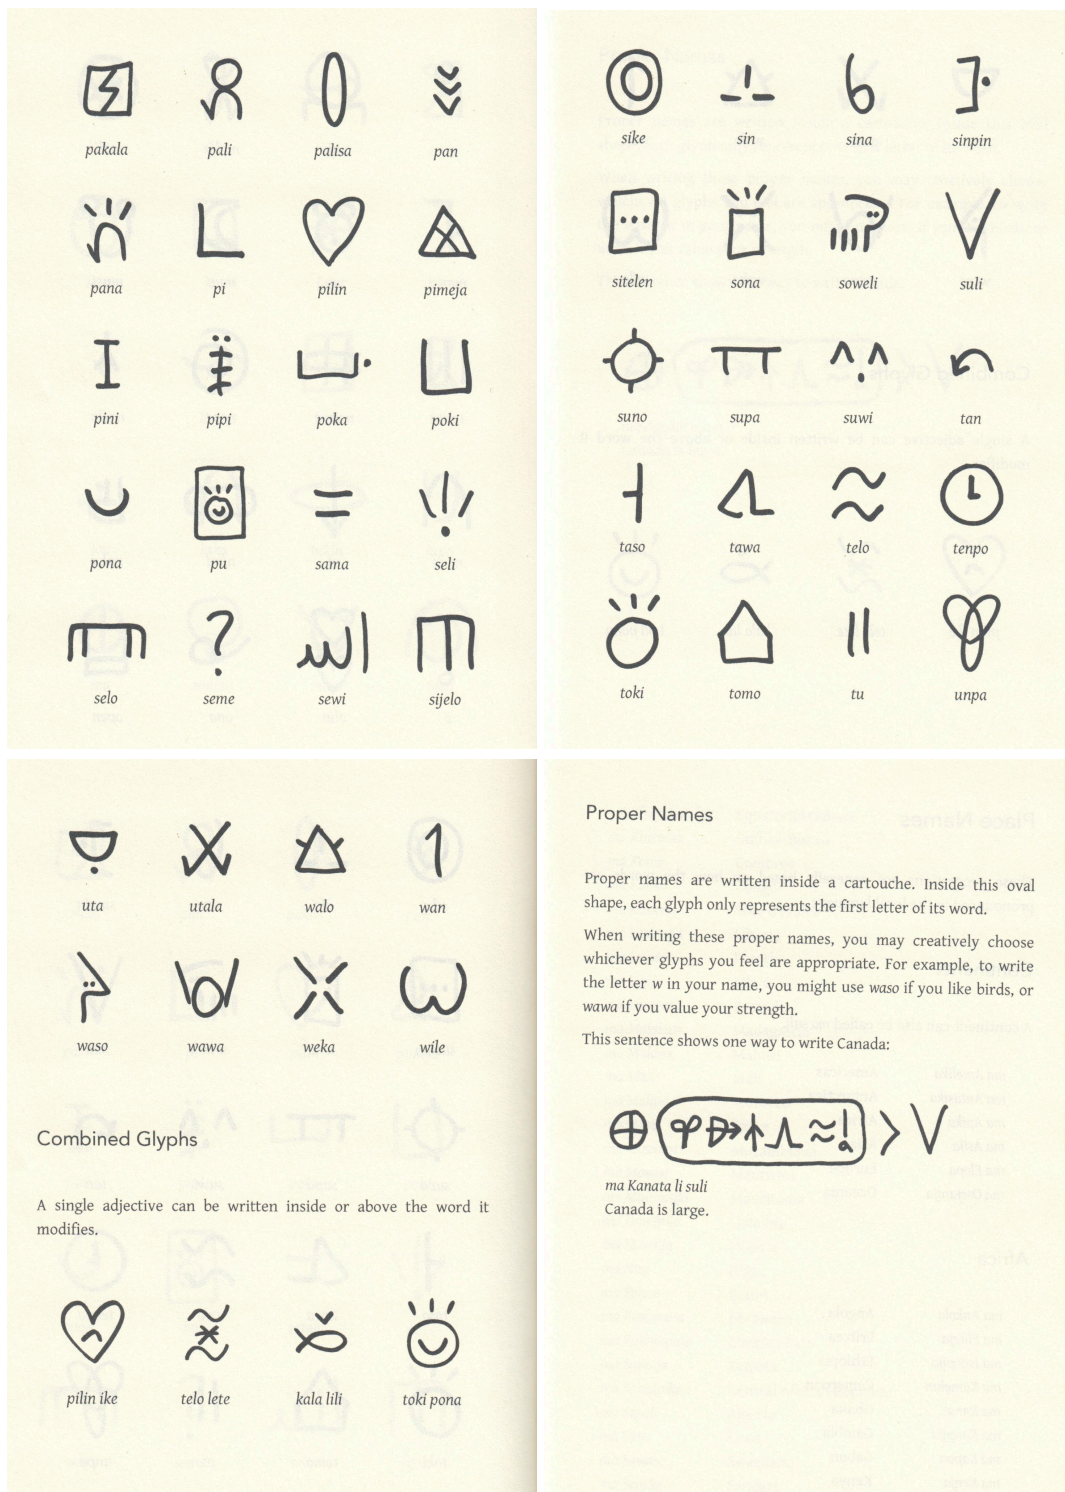 pakala pali palisa pan
pana pi pilin pimeja
pini pipi poka poki
pona pu sama seli
selo seme sewi sijelo
sike sin sina sinpin
sitelen sona soweli suli
suno supa suwi tan
taso tawa telo tenpo
toki tomo tu unpa
uta utala walo wan
waso wawa weka wile
Combined Glyphs
A single adjective can be written inside or above the word it
modifies.
pilin ike telo lete kala lili toki pona
Proper Names
Proper names are written inside a cartouche. Inside this oval
shape, each glyph only represents the first letter of its word.
When writing these proper names, you may creatively choose
whichever glyphs you feel are appropriate. For example, to write
the letter w in your name, you might use waso if you like birds, or
wawa if you value your strength.
This sentence shows one way to write Canada:
ma Kanata li suli
Canada is large.